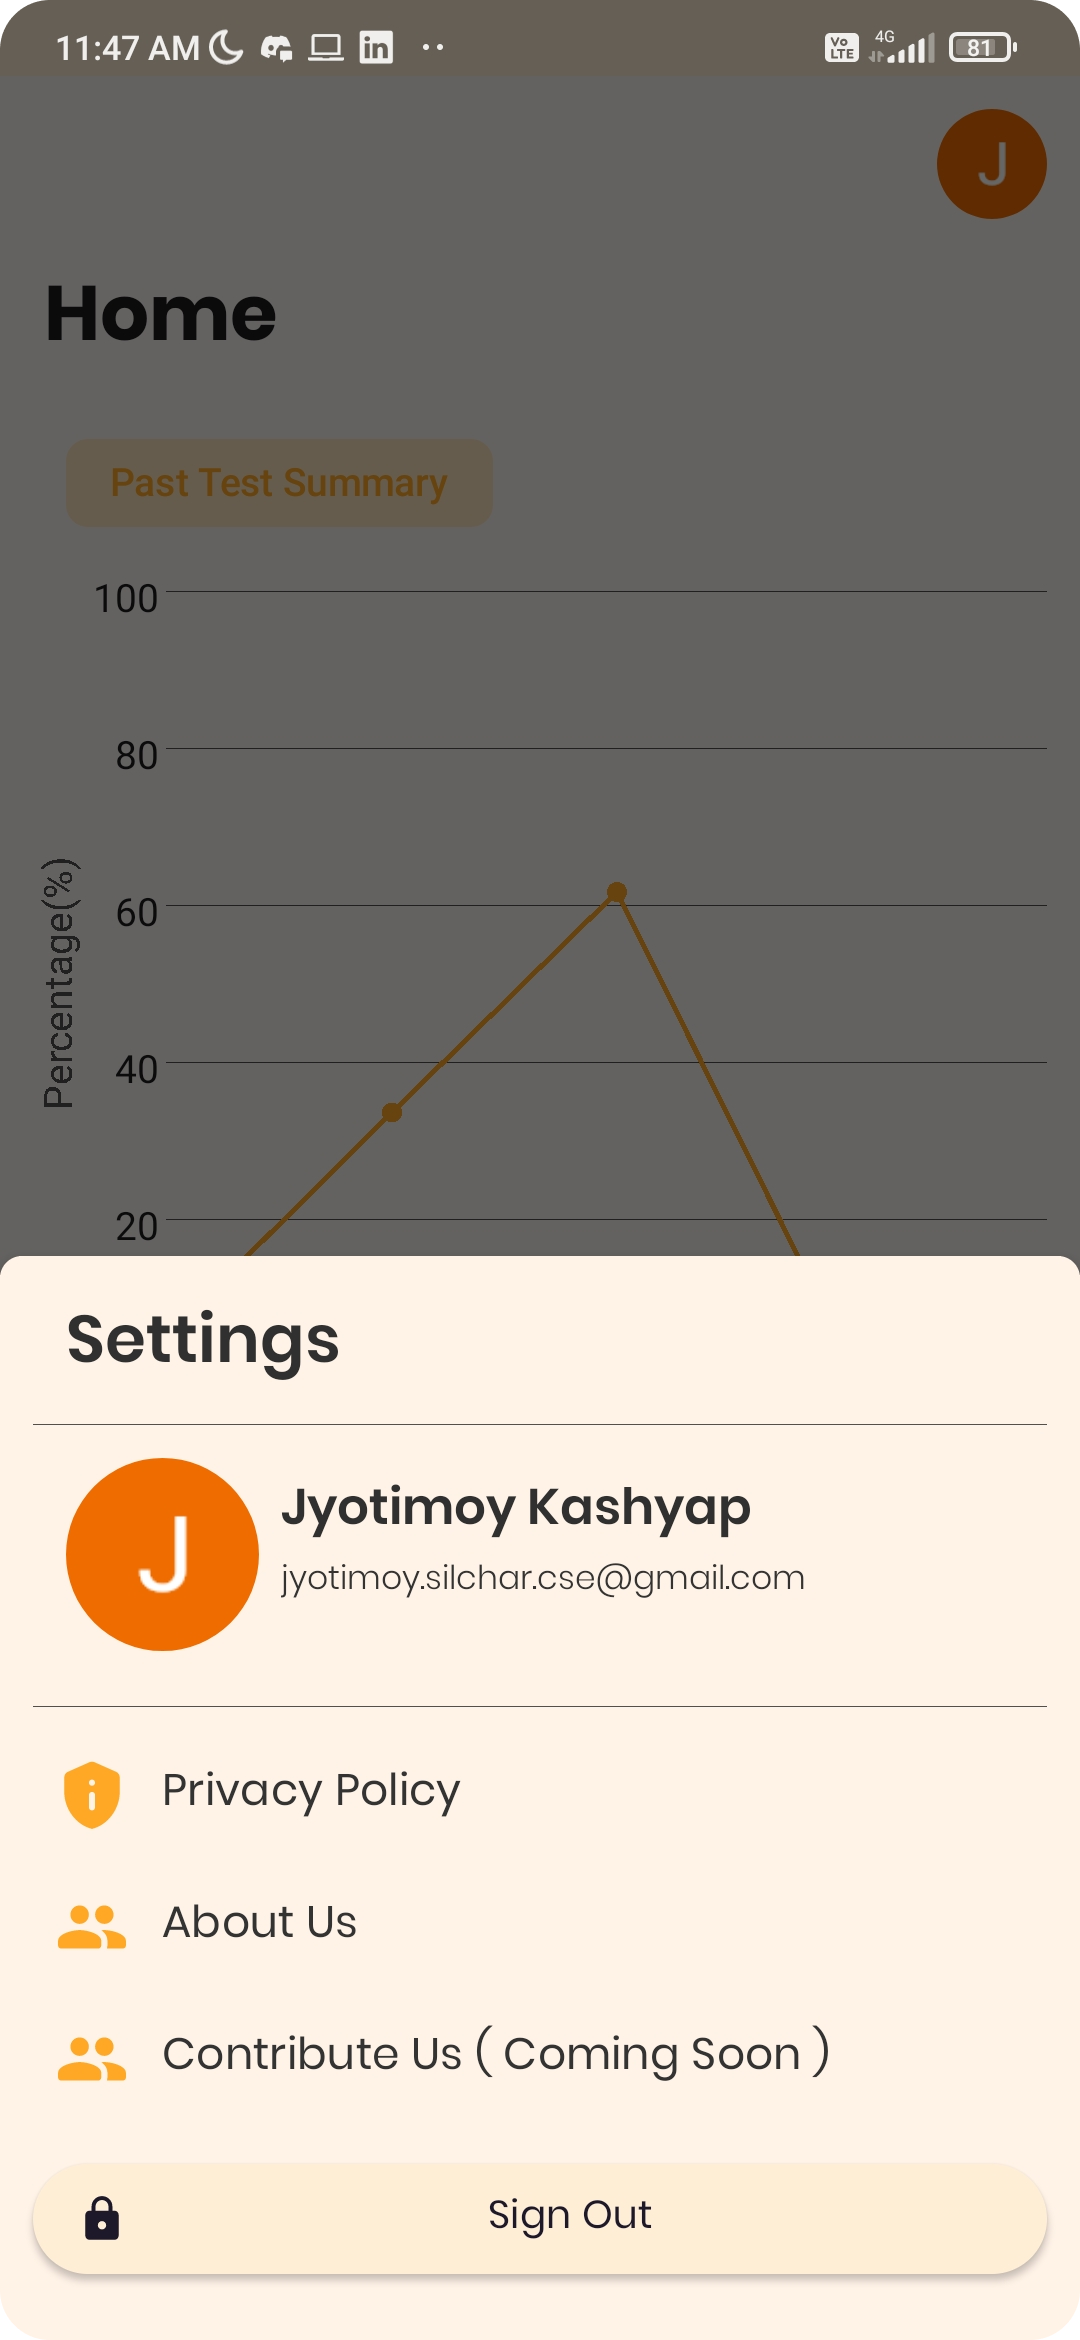 11:47 AM
in
Vo LTE
4G
81
J
Home
Past Test Summary
100
80
60
40
20
Percentage(%)
Settings
J
Jyotimoy Kashyap
jyotimoy.silchar.cse@gmail.com
Privacy Policy
About Us
Contribute Us ( Coming Soon )
Sign Out